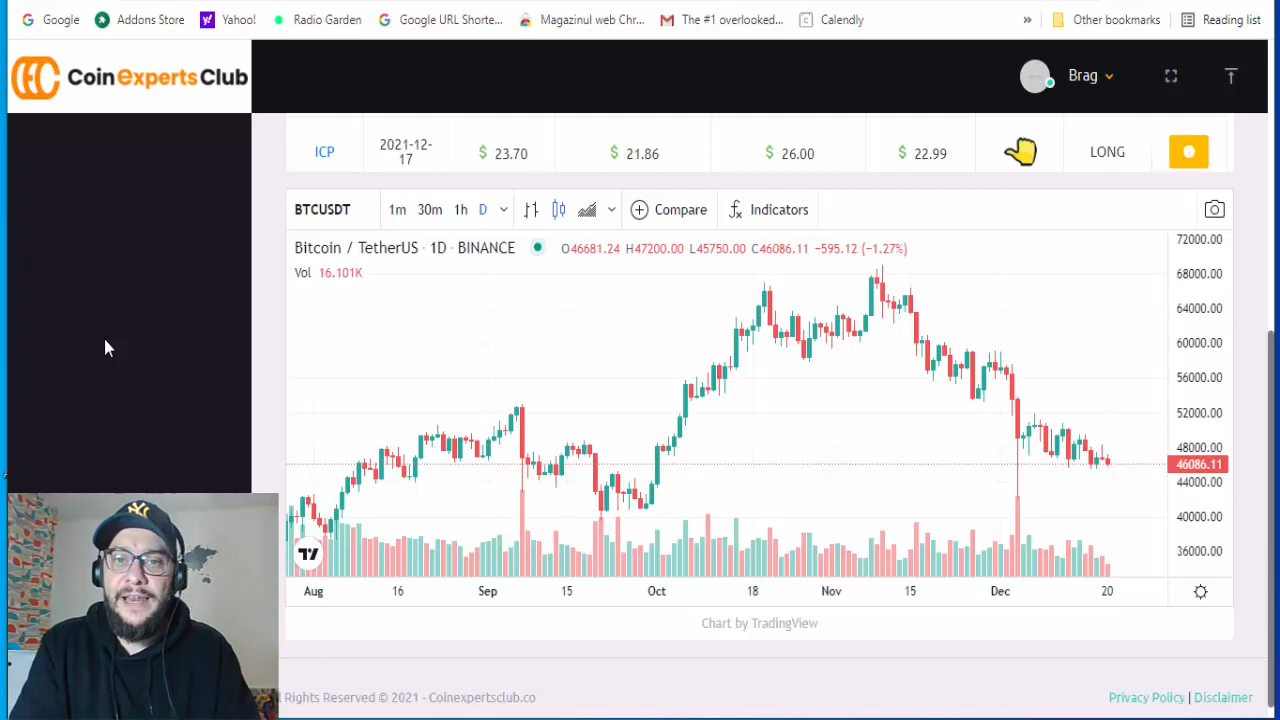 Google Addons Store Yahoo! Radio Garden Google URL Shorte... Magazinul web Chr... The #1 overlooked... Calendly » Other bookmarks Reading list
CoinExpertsClub Brag
ICP 2021-12-17 $ 23.70 $ 21.86 $ 26.00 $ 22.99 LONG
BTCUSDT 1m 30m 1h D Compare Indicators
Bitcoin / TetherUS · 1D · BINANCE O46681.24 H47200.00 L45750.00 C46086.11 −595.12 (−1.27%)
Vol 16.101K
72000.00
68000.00
64000.00
60000.00
56000.00
52000.00
48000.00
46086.11
44000.00
40000.00
36000.00
Aug 16 Sep 15 Oct 18 Nov 15 Dec 20
Chart by TradingView
l Rights Reserved © 2021 - Coinexpertsclub.co Privacy Policy | Disclaimer